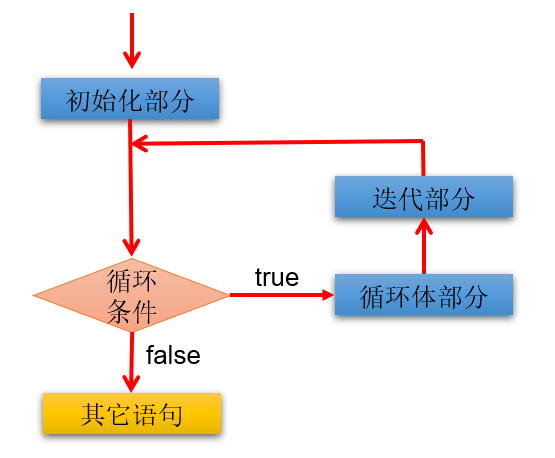 初始化部分
迭代部分
循环
条件
true
循环体部分
false
其它语句